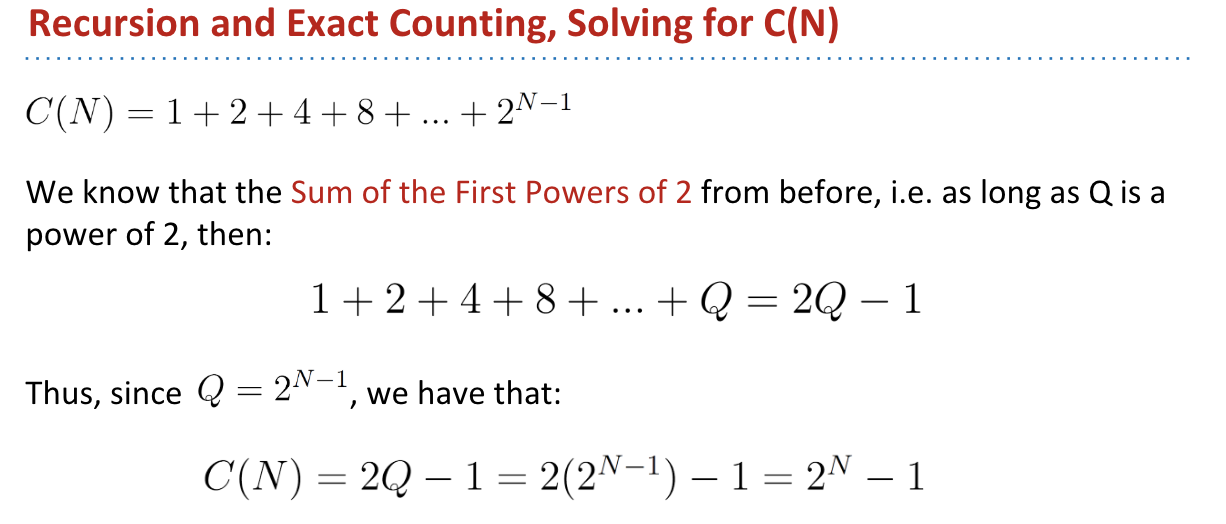 Recursion and Exact Counting, Solving for C(N)
C(N) = 1 + 2 + 4 + 8 + ... + 2^{N−1}
We know that the Sum of the First Powers of 2 from before, i.e. as long as Q is a
power of 2, then:
1 + 2 + 4 + 8 + ... + Q = 2Q − 1
Thus, since Q = 2^{N−1}, we have that:
C(N) = 2Q − 1 = 2(2^{N−1}) − 1 = 2^N − 1